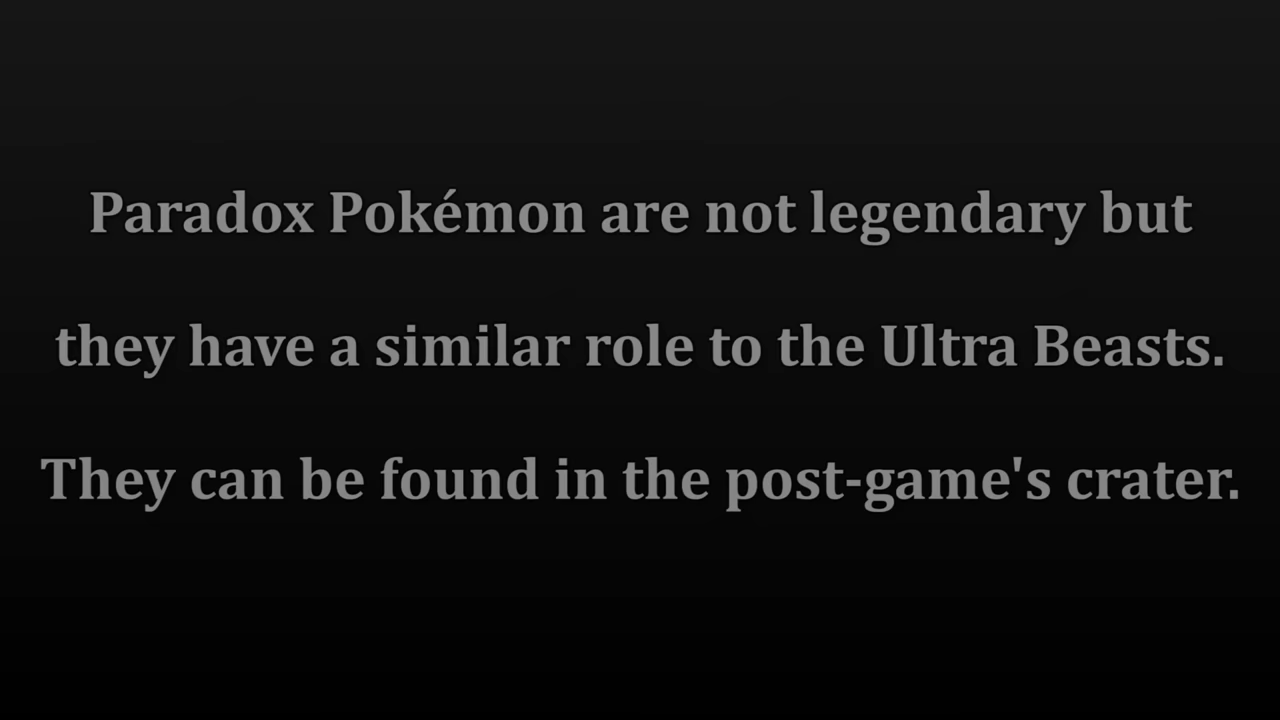 Paradox Pokémon are not legendary but
they have a similar role to the Ultra Beasts.
They can be found in the post-game's crater.